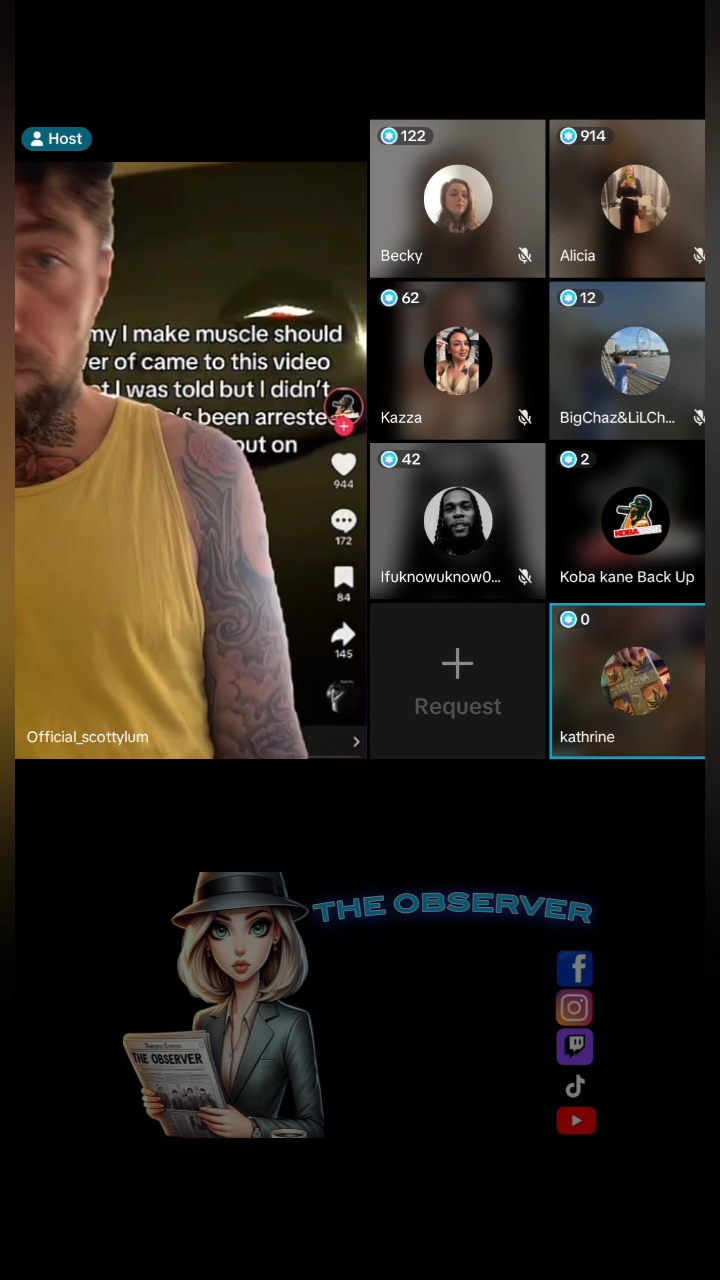 Host
my I make muscle should
er of came to this video
I was told but I didn't
's been arreste
out on
944
172
84
145
Official_scottylum
122
Becky
914
Alicia
62
Kazza
12
BigChaz&LiLCh...
42
Ifuknowuknow0...
2
Koba kane Back Up
Request
0
kathrine
THE OBSERVER
THE OBSERVER